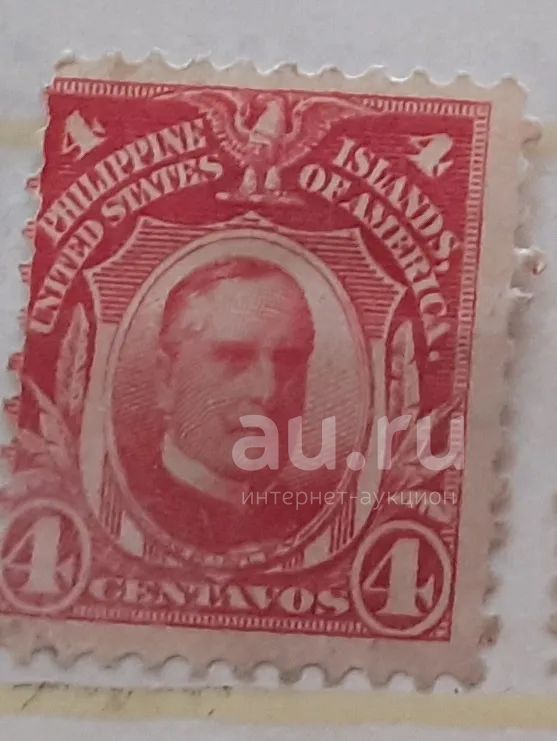 4 4
PHILIPPINE ISLANDS,
UNITED STATES OF AMERICA.
au.ru
интернет-аукцион
4 CENTAVOS 4